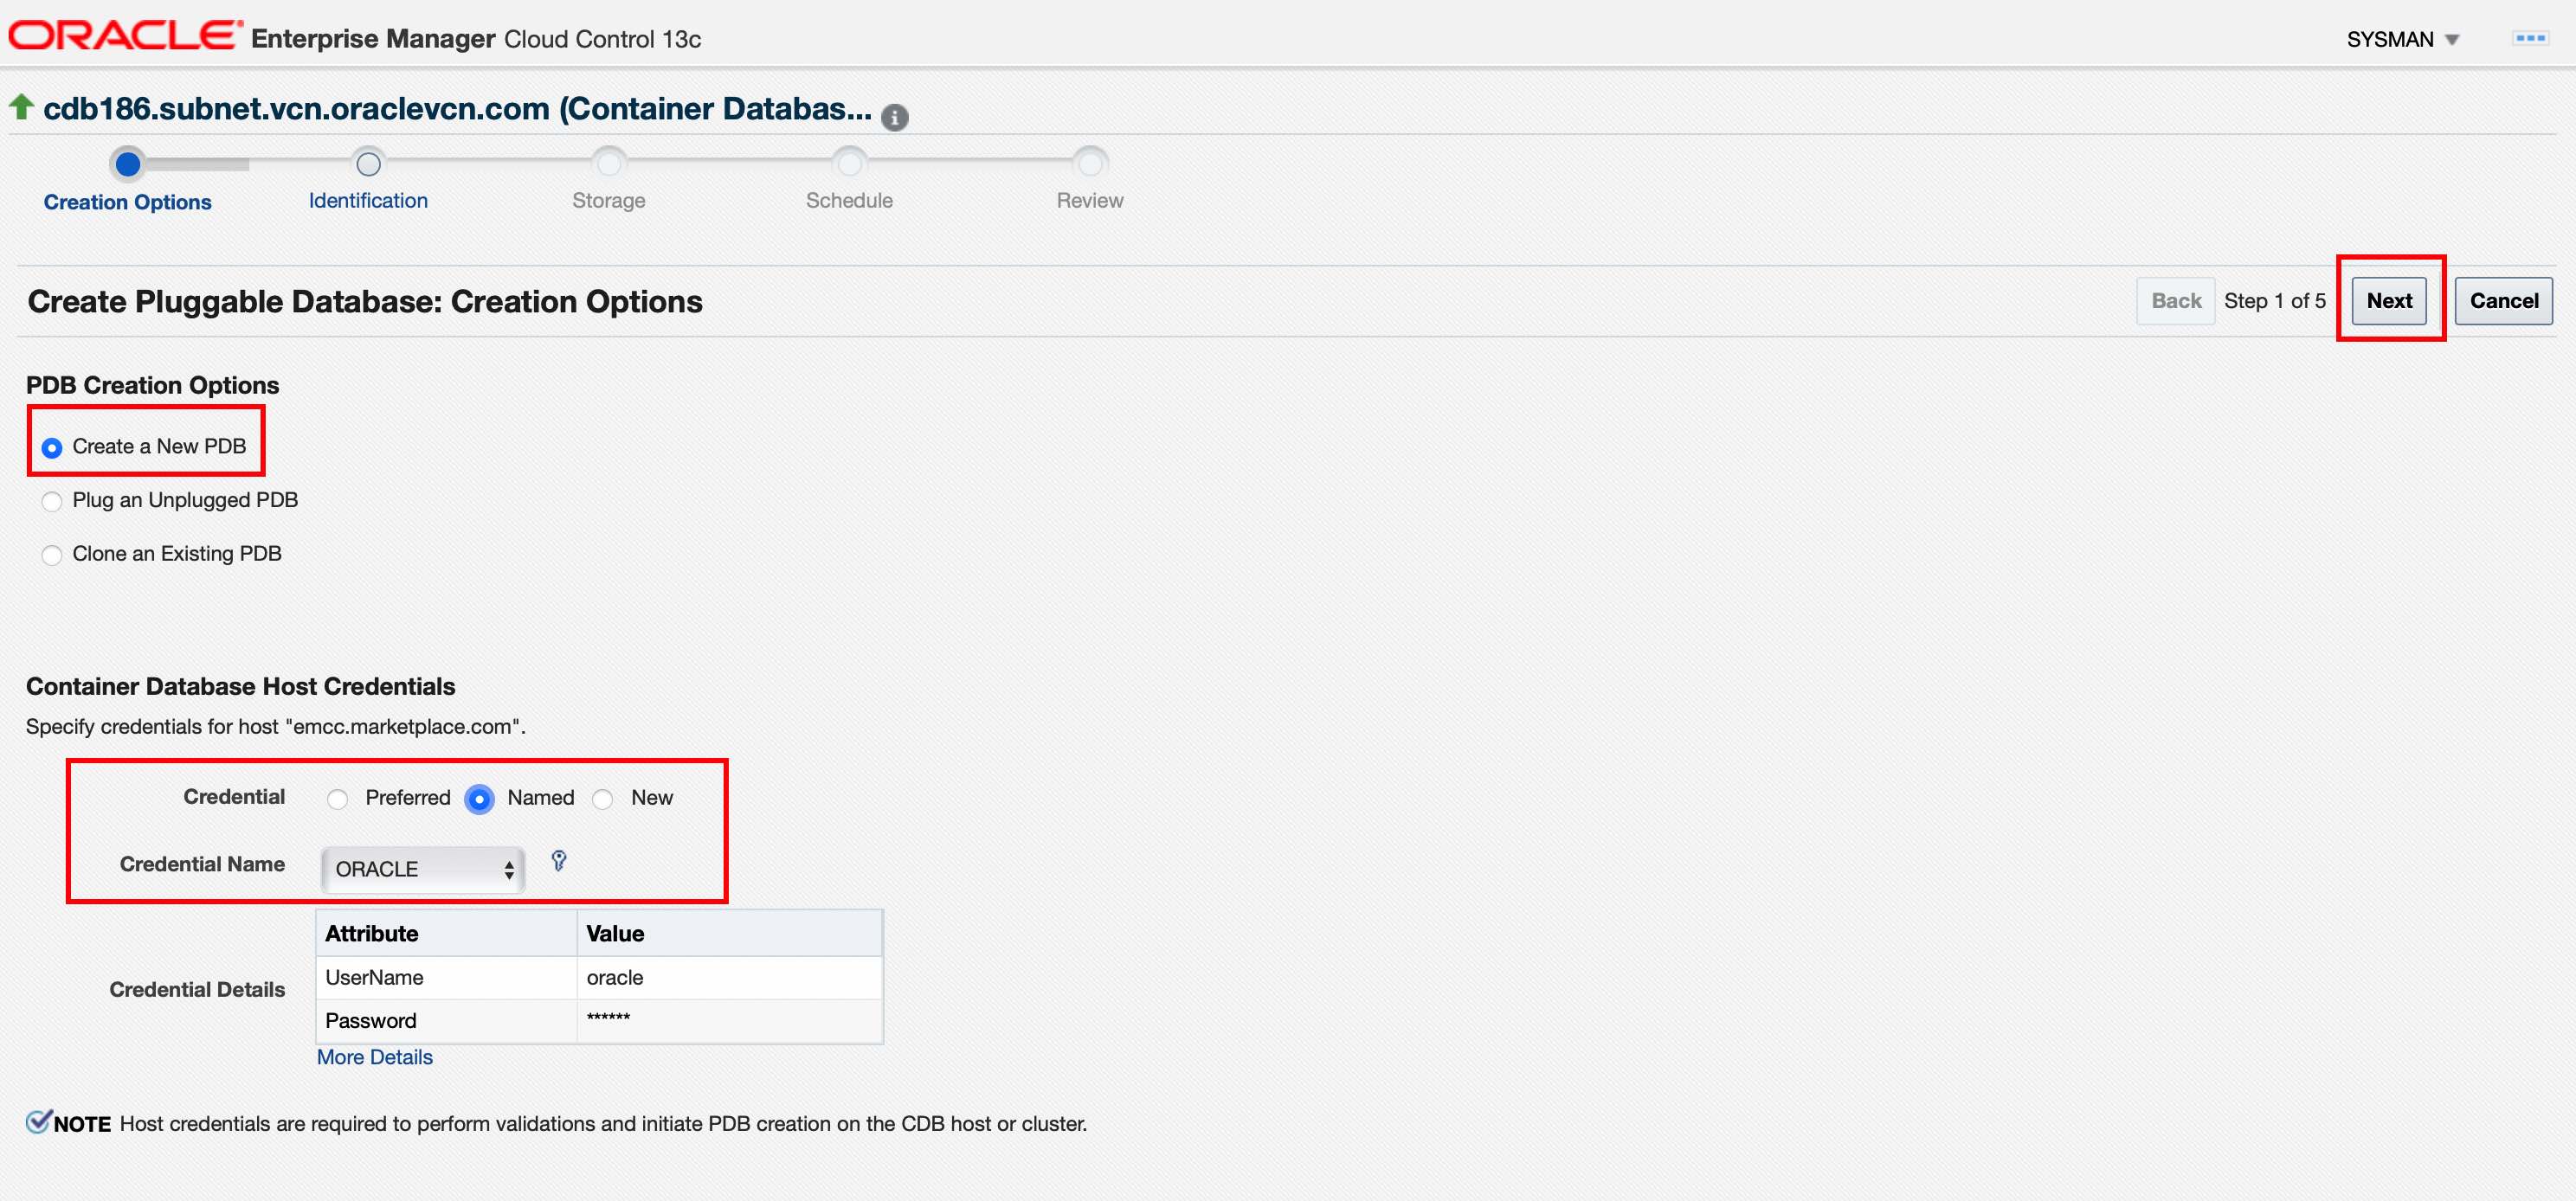 ORACLE Enterprise Manager Cloud Control 13c
SYSMAN
cdb186.subnet.vcn.oraclevcn.com (Container Databas...
Creation Options
Identification
Storage
Schedule
Review
Create Pluggable Database: Creation Options
Back Step 1 of 5 Next Cancel
PDB Creation Options
Create a New PDB
Plug an Unplugged PDB
Clone an Existing PDB
Container Database Host Credentials
Specify credentials for host "emcc.marketplace.com".
Credential Preferred Named New
Credential Name ORACLE
Attribute Value
UserName oracle
Credential Details
Password ******
More Details
NOTE Host credentials are required to perform validations and initiate PDB creation on the CDB host or cluster.